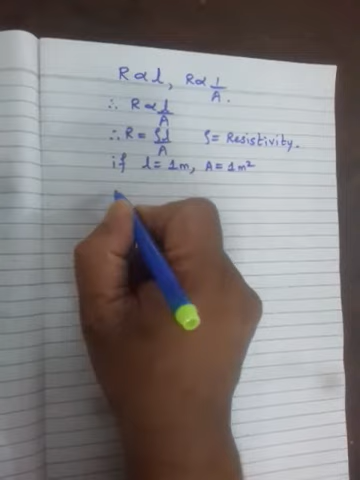 R ∝ l, R ∝ 1/A.
∴ R ∝ l/A
∴ R = ρl/A ρ = Resistivity.
if l = 1m, A = 1m²